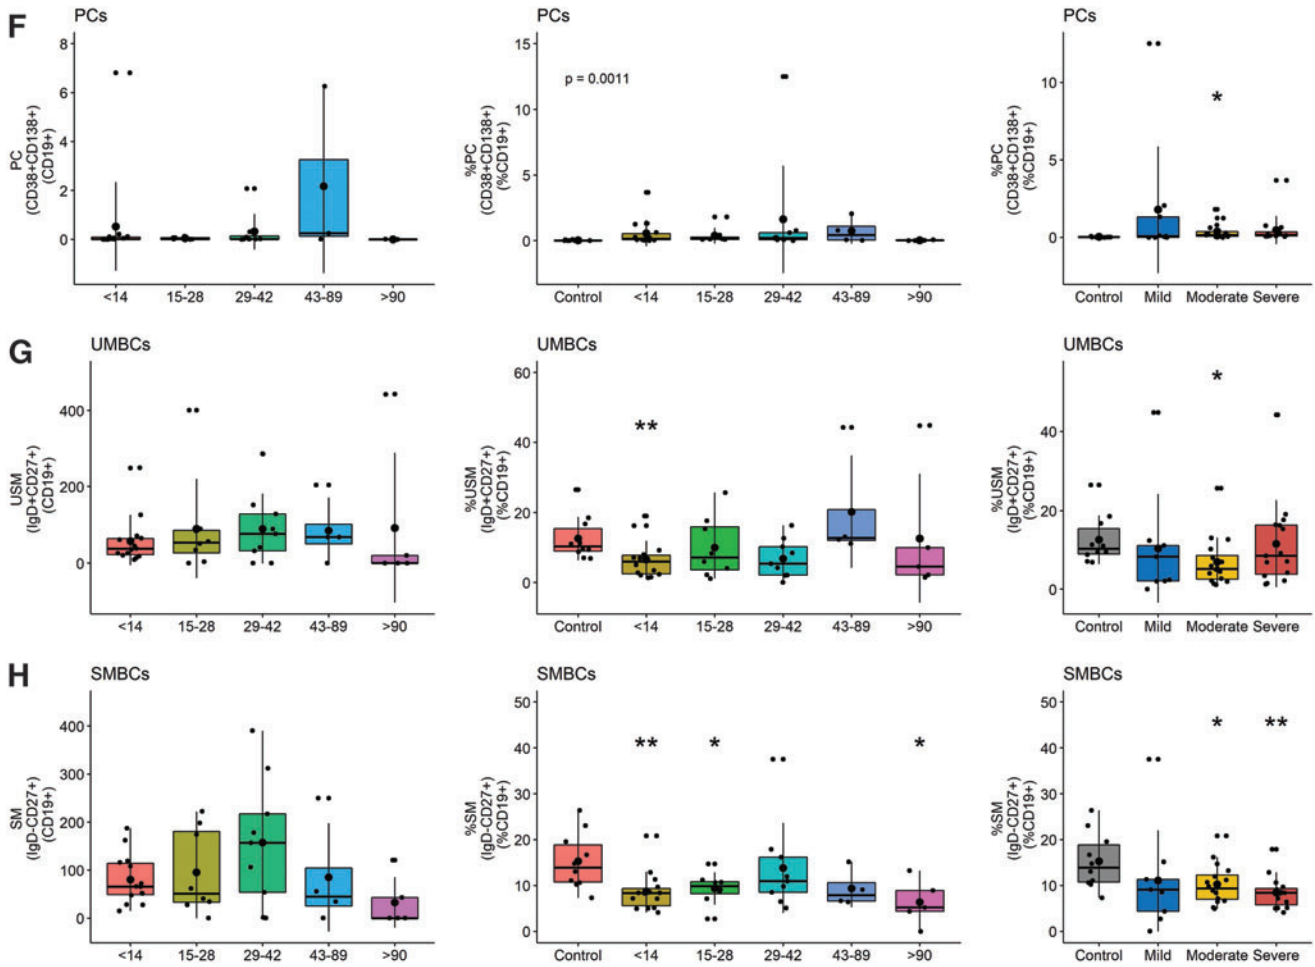 F
PCs
PC
(CD38+CD138+)
(CD19+)
8
6
4
2
0
<14 15-28 29-42 43-89 >90
PCs
%PC
(CD38+CD138+)
(%CD19+)
15
10
5
0
p = 0.0011
Control <14 15-28 29-42 43-89 >90
PCs
%PC
(CD38+CD138+)
(%CD19+)
10
5
0
*
Control Mild Moderate Severe
G
UMBCs
USM
(IgD+CD27+)
(CD19+)
400
200
0
<14 15-28 29-42 43-89 >90
UMBCs
%USM
(IgD+CD27+)
(%CD19+)
60
40
20
0
**
Control <14 15-28 29-42 43-89 >90
UMBCs
%USM
(IgD+CD27+)
(%CD19+)
40
20
0
*
Control Mild Moderate Severe
H
SMBCs
SM
(IgD-CD27+)
(CD19+)
400
300
200
100
0
<14 15-28 29-42 43-89 >90
SMBCs
%SM
(IgD-CD27+)
(%CD19+)
50
40
30
20
10
0
** * *
Control <14 15-28 29-42 43-89 >90
SMBCs
%SM
(IgD-CD27+)
(%CD19+)
50
40
30
20
10
0
* **
Control Mild Moderate Severe